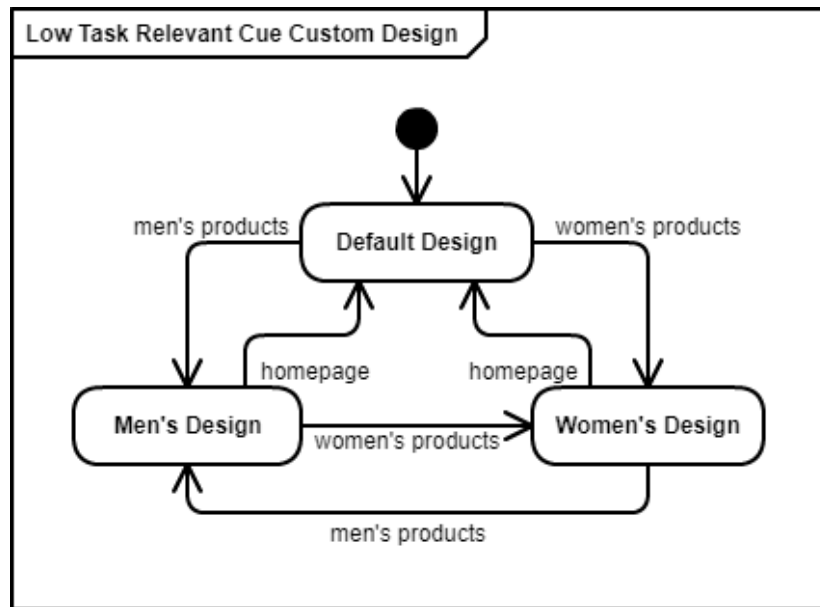 Low Task Relevant Cue Custom Design
men's products
women's products
Default Design
homepage
homepage
Men's Design
women's products
Women's Design
men's products